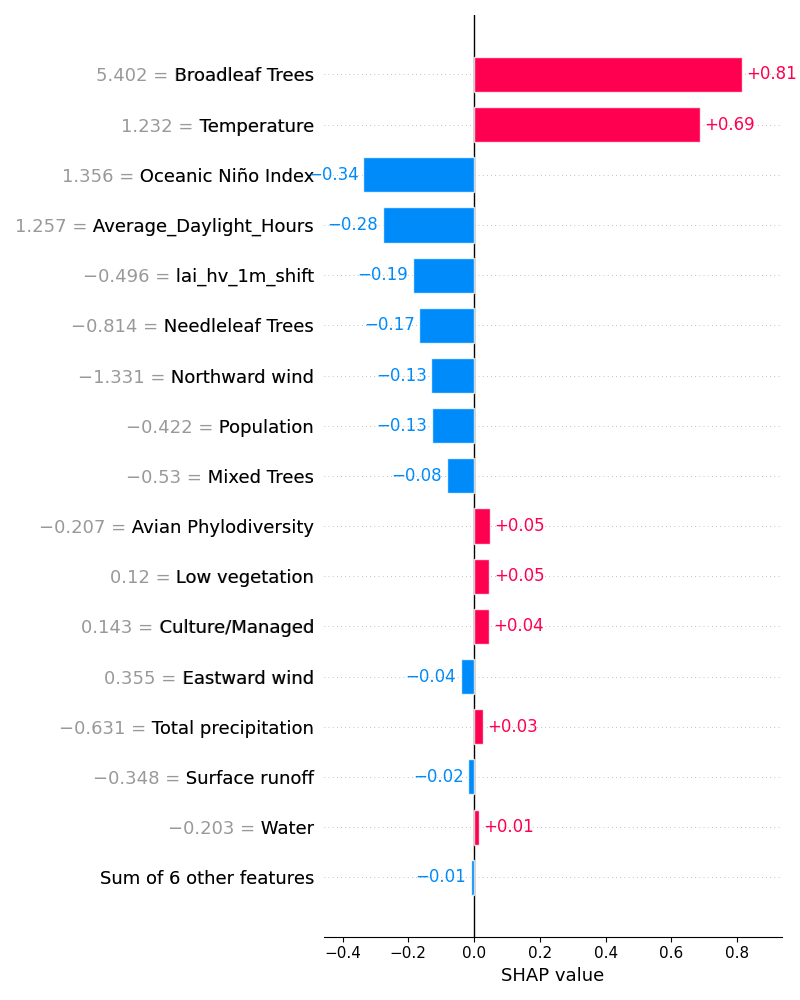 5.402 = Broadleaf Trees +0.81
1.232 = Temperature +0.69
1.356 = Oceanic Niño Index −0.34
1.257 = Average_Daylight_Hours −0.28
−0.496 = lai_hv_1m_shift −0.19
−0.814 = Needleleaf Trees −0.17
−1.331 = Northward wind −0.13
−0.422 = Population −0.13
−0.53 = Mixed Trees −0.08
−0.207 = Avian Phylodiversity +0.05
0.12 = Low vegetation +0.05
0.143 = Culture/Managed +0.04
0.355 = Eastward wind −0.04
−0.631 = Total precipitation +0.03
−0.348 = Surface runoff −0.02
−0.203 = Water +0.01
Sum of 6 other features −0.01
−0.4 −0.2 0.0 0.2 0.4 0.6 0.8
SHAP value